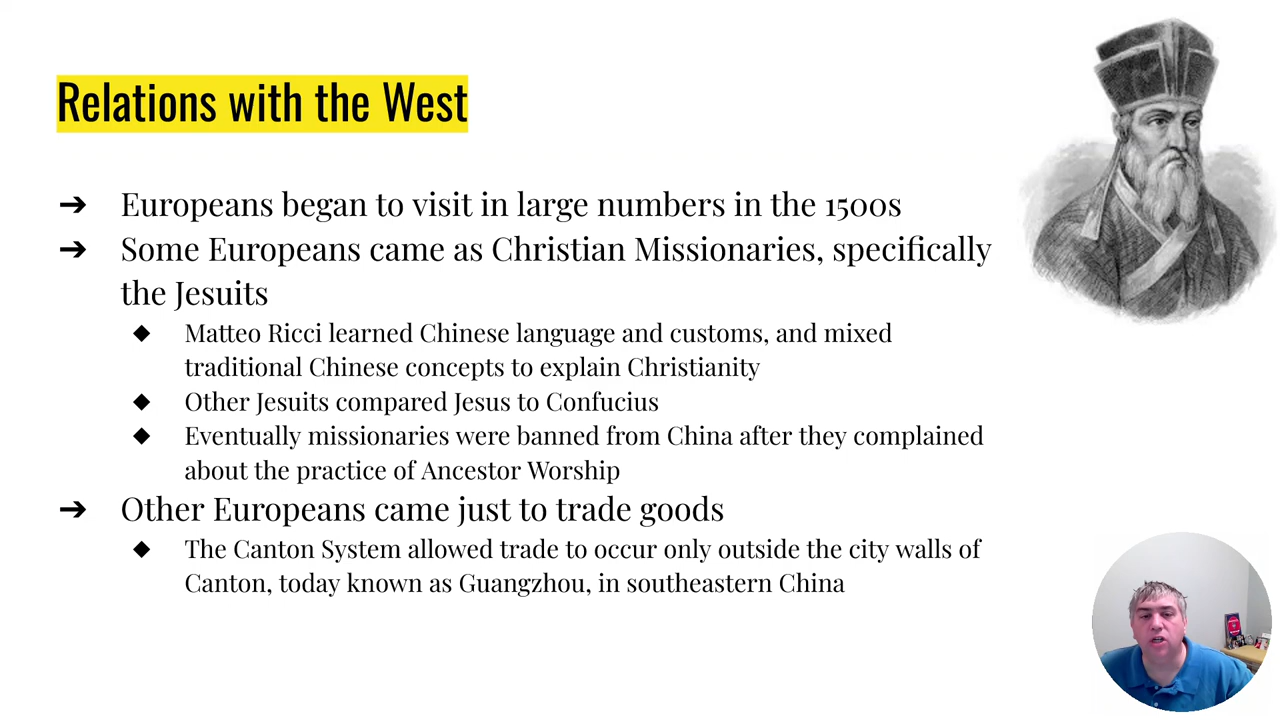 Relations with the West
➔ Europeans began to visit in large numbers in the 1500s
➔ Some Europeans came as Christian Missionaries, specifically
the Jesuits
◆ Matteo Ricci learned Chinese language and customs, and mixed
traditional Chinese concepts to explain Christianity
◆ Other Jesuits compared Jesus to Confucius
◆ Eventually missionaries were banned from China after they complained
about the practice of Ancestor Worship
➔ Other Europeans came just to trade goods
◆ The Canton System allowed trade to occur only outside the city walls of
Canton, today known as Guangzhou, in southeastern China